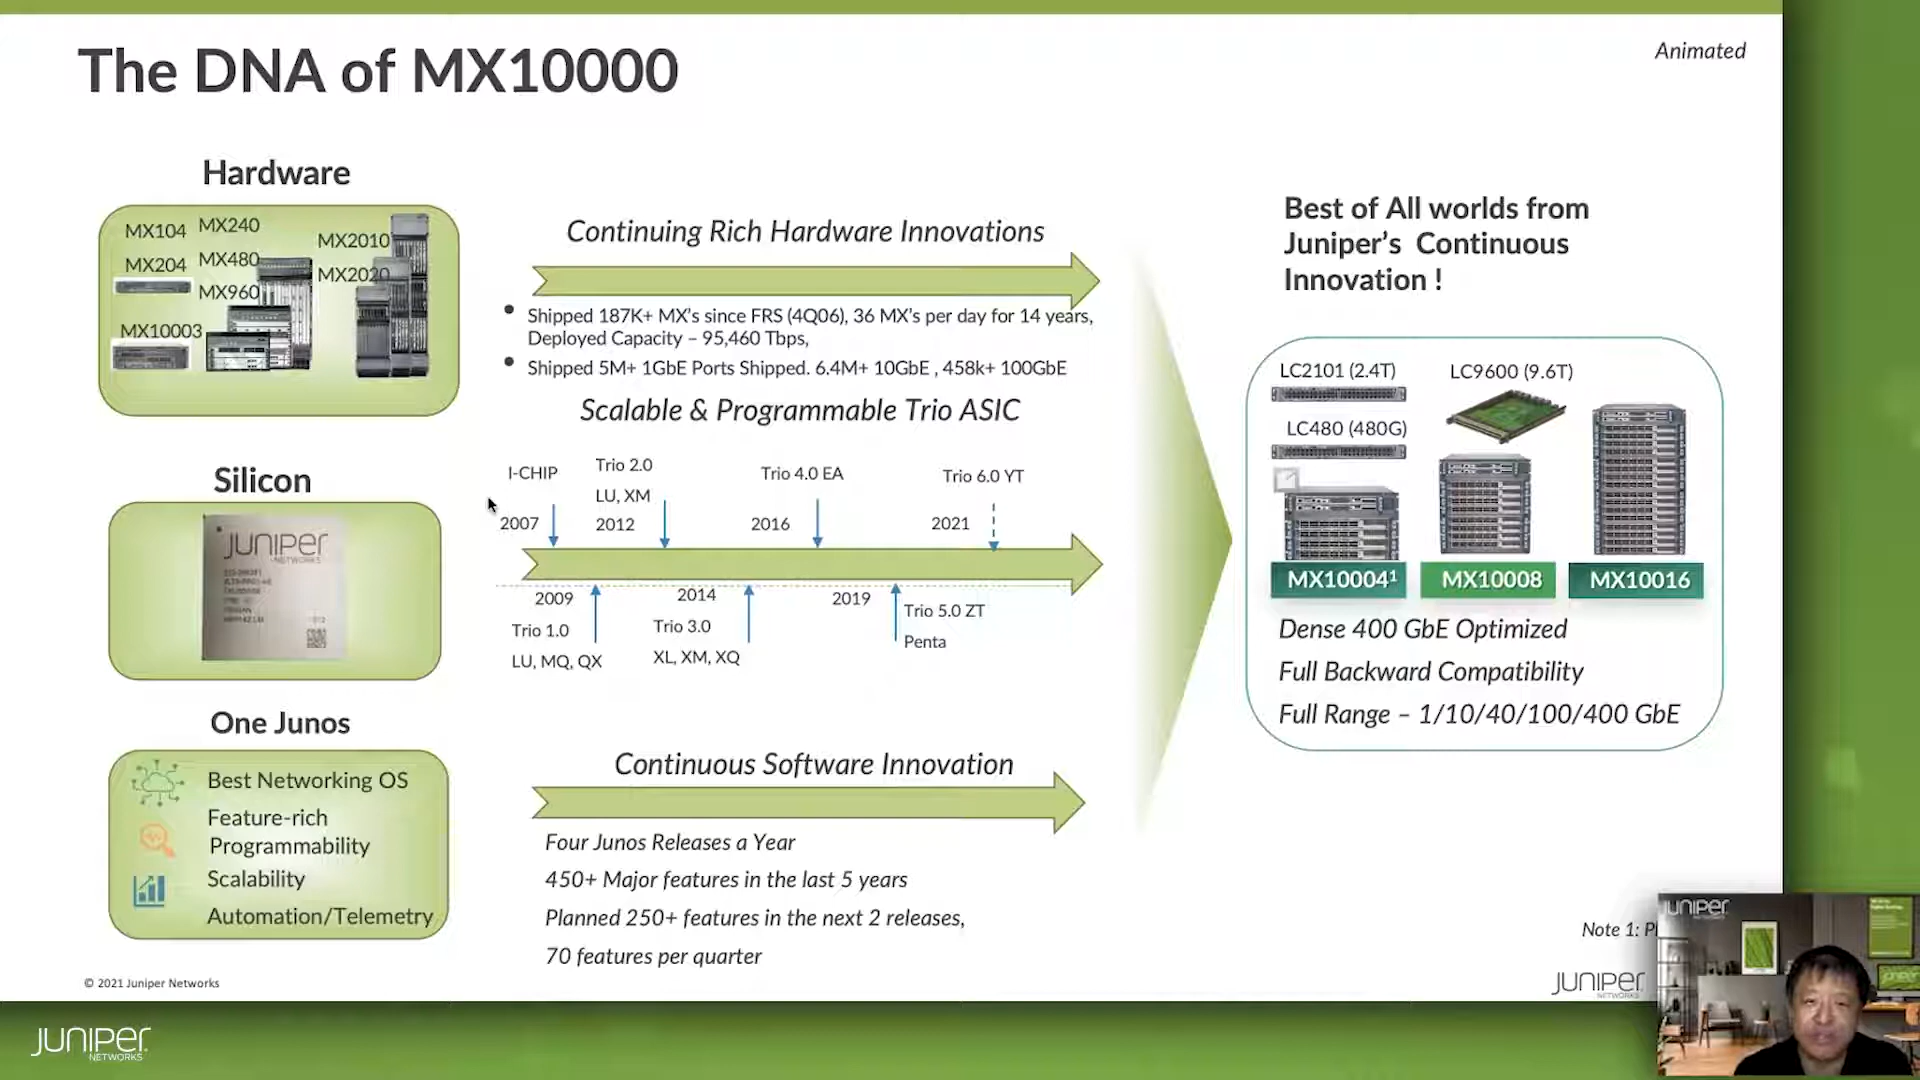 The DNA of MX10000
Animated
Hardware
MX104
MX240
MX204
MX480
MX960
MX10003
MX2010
MX2020
Continuing Rich Hardware Innovations
• Shipped 187K+ MX's since FRS (4Q06), 36 MX's per day for 14 years,
Deployed Capacity – 95,460 Tbps,
• Shipped 5M+ 1GbE Ports Shipped. 6.4M+ 10GbE , 458k+ 100GbE
Silicon
JUNIPER
NETWORKS
Scalable & Programmable Trio ASIC
I-CHIP
2007
Trio 2.0
LU, XM
2012
Trio 4.0 EA
2016
Trio 6.0 YT
2021
2009
Trio 1.0
LU, MQ, QX
2014
Trio 3.0
XL, XM, XQ
2019
Trio 5.0 ZT
Penta
One Junos
Best Networking OS
Feature-rich
Programmability
Scalability
Automation/Telemetry
Continuous Software Innovation
Four Junos Releases a Year
450+ Major features in the last 5 years
Planned 250+ features in the next 2 releases,
70 features per quarter
Best of All worlds from
Juniper's Continuous
Innovation !
LC2101 (2.4T)
LC9600 (9.6T)
LC480 (480G)
MX10004¹
MX10008
MX10016
Dense 400 GbE Optimized
Full Backward Compatibility
Full Range – 1/10/40/100/400 GbE
Note 1:
© 2021 Juniper Networks
JUNIPER
NETWORKS
JUNIPER
NETWORKS
JUNIPER